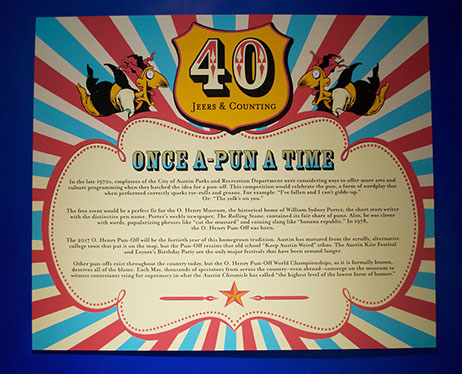 40
JEERS & COUNTING
ONCE A-PUN A TIME
In the late 1970s, employees of the City of Austin Parks and Recreation Department were considering ways to offer more arts and
culture programming when they hatched the idea for a pun-off. This competition would celebrate the pun, a form of wordplay that
when performed correctly sparks eye-rolls and groans. For example: "I've fallen and I can't giddy-up."
Or: "The yolk's on you."
The free event would be a perfect fit for the O. Henry Museum, the historical home of William Sidney Porter, the short story writer
with the distinctive pen name. Porter's weekly newspaper, The Rolling Stone, contained its fair share of puns. Also, he was clever
with words, popularizing phrases like "cut the mustard" and coining slang like "banana republic." In 1978,
the O. Henry Pun-Off was born.
The 2017 O. Henry Pun-Off will be the fortieth year of this homegrown tradition. Austin has matured from the scruffy, alternative
college town that put it on the map, but the Pun-Off retains that old school "Keep Austin Weird" ethos. The Austin Kite Festival
and Eeyore's Birthday Party are the only major festivals that have been around longer.
Other pun-offs exist throughout the country today, but the O. Henry Pun-Off World Championships, as it is formally known,
deserves all of the blame. Each May, thousands of spectators from across the country–even abroad–converge on the museum to
witness contestants vying for supremacy in what the Austin Chronicle has called "the highest level of the lowest form of humor."